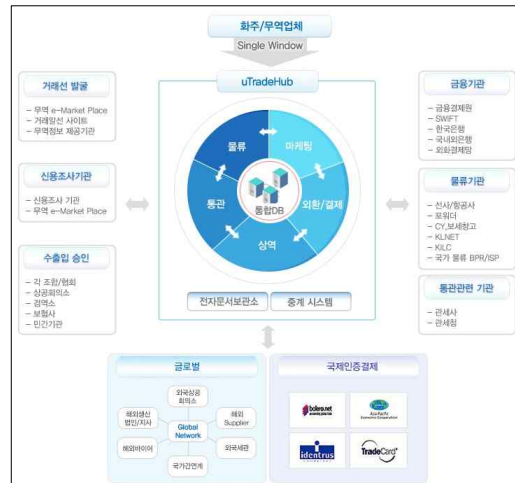 화주/무역업체
Single Window
uTradeHub
거래선 발굴
– 무역 e-Market Place
– 거래알선 사이트
– 무역정보 제공기관
신용조사기관
– 신용조사 기관
– 무역 e-Market Place
수출입 승인
– 각 조합/협회
– 상공회의소
– 검역소
– 보험사
– 민간기관
물류
마케팅
통관
외환/결제
상역
통합DB
전자문서보관소
중계 시스템
금융기관
– 금융결제원
– SWIFT
– 한국은행
– 국내외은행
– 외화결제망
물류기관
– 선사/항공사
– 포워더
– CY,보세창고
– KLNET
– KILC
– 국가 물류 BPR/ISP
통관관련 기관
– 관세사
– 관세청
글로벌
외국상공
회의소
해외생산
법인/지사
해외
Supplier
Global
Network
해외바이어
외국세관
국가간연계
국제인증결제
bolero.net
Asia-Pacific
Economic Cooperation
identrus
TradeCard